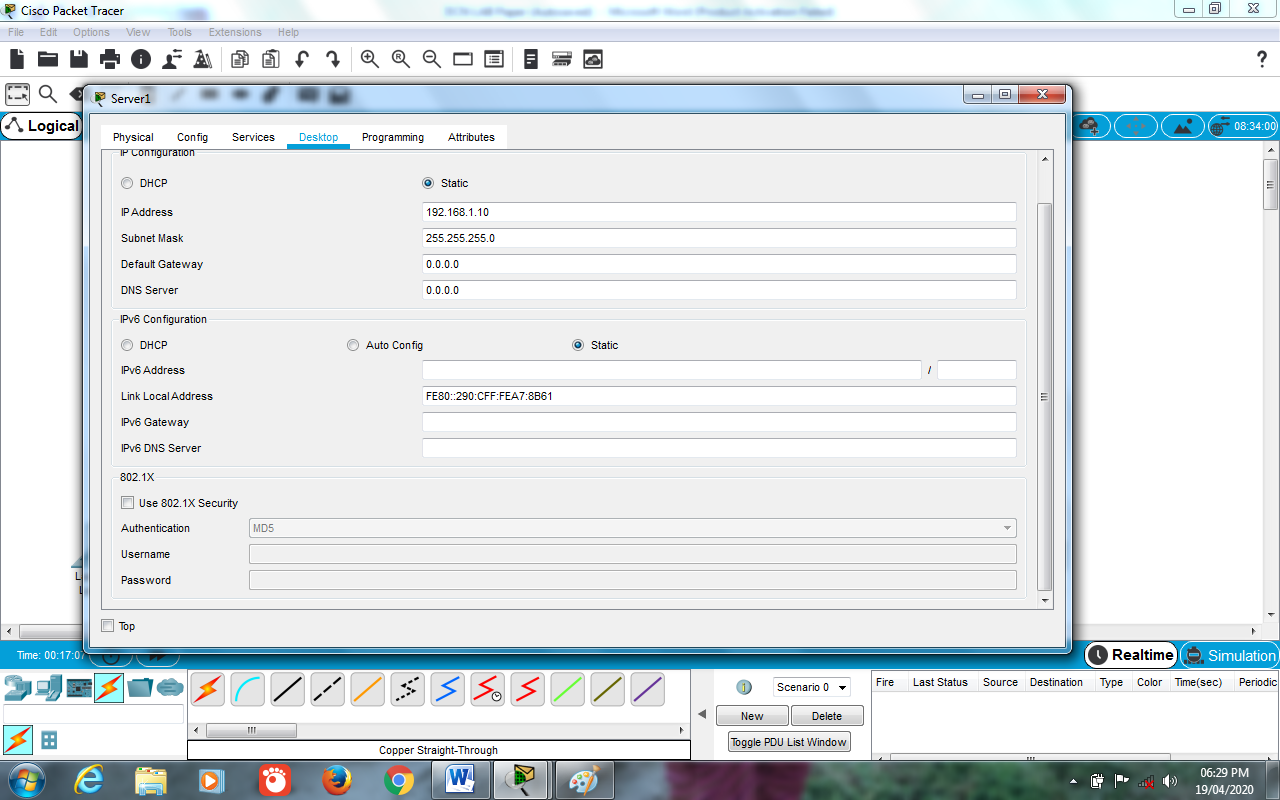 Cisco Packet Tracer
File Edit Options View Tools Extensions Help
Server1
Logical
08:34:00
Physical Config Services Desktop Programming Attributes
IP Configuration
DHCP Static
IP Address 192.168.1.10
Subnet Mask 255.255.255.0
Default Gateway 0.0.0.0
DNS Server 0.0.0.0
IPv6 Configuration
DHCP Auto Config Static
IPv6 Address /
Link Local Address FE80::290:CFF:FEA7:8B61
IPv6 Gateway
IPv6 DNS Server
802.1X
Use 802.1X Security
Authentication MD5
Username
Password
Top
Time: 00:17:07
Realtime Simulation
Scenario 0
Fire Last Status Source Destination Type Color Time(sec) Periodic
New Delete
Toggle PDU List Window
Copper Straight-Through
06:29 PM
19/04/2020